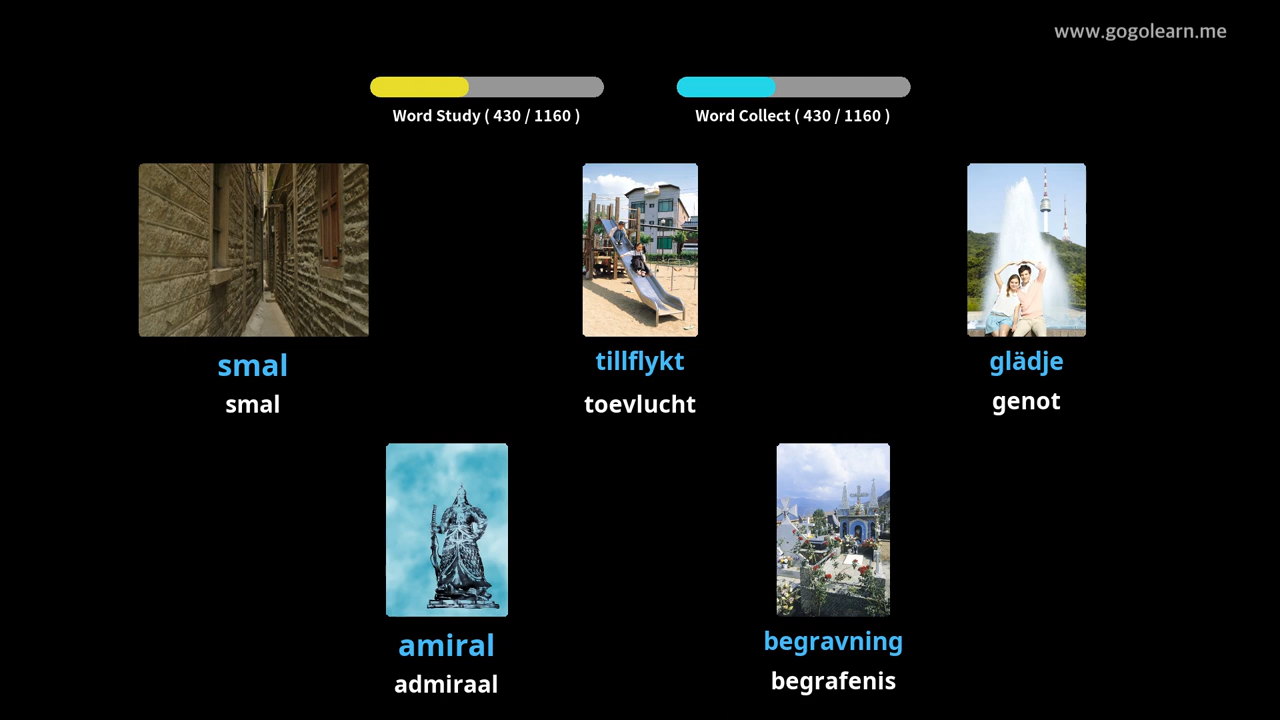 www.gogolearn.me
Word Study ( 430 / 1160 )
Word Collect ( 430 / 1160 )
smal
smal
tillflykt
toevlucht
glädje
genot
amiral
admiraal
begravning
begrafenis